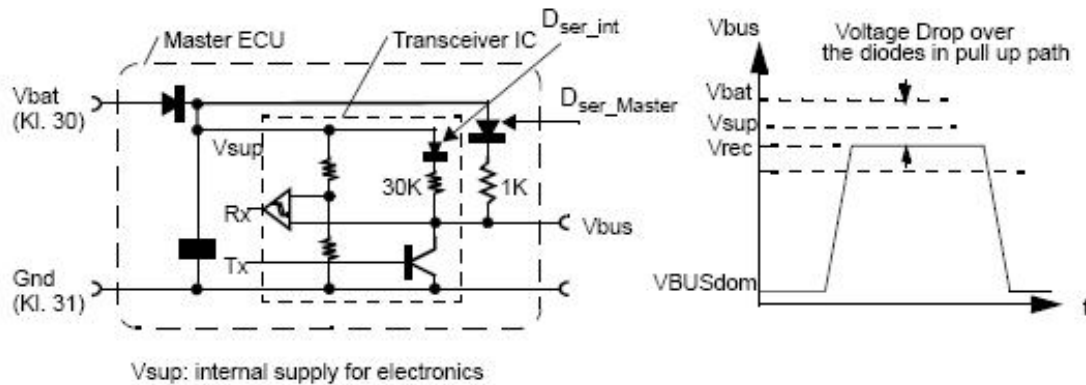 Master ECU
Transceiver IC
Dser_int
Vbat
(Kl. 30)
Dser_Master
Vsup
30K
1K
Rx
Vbus
Tx
Gnd
(Kl. 31)
Vsup: internal supply for electronics
Vbus
Voltage Drop over
the diodes in pull up path
Vbat
Vsup
Vrec
VBUSdom
t